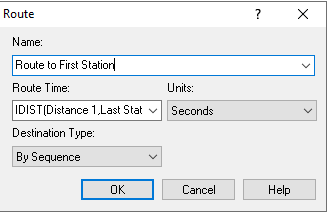 Route
?
Name:
Route to First Station
Route Time:
Units:
IDIST(Distance 1,Last Stat
Seconds
Destination Type:
By Sequence
OK
Cancel
Help